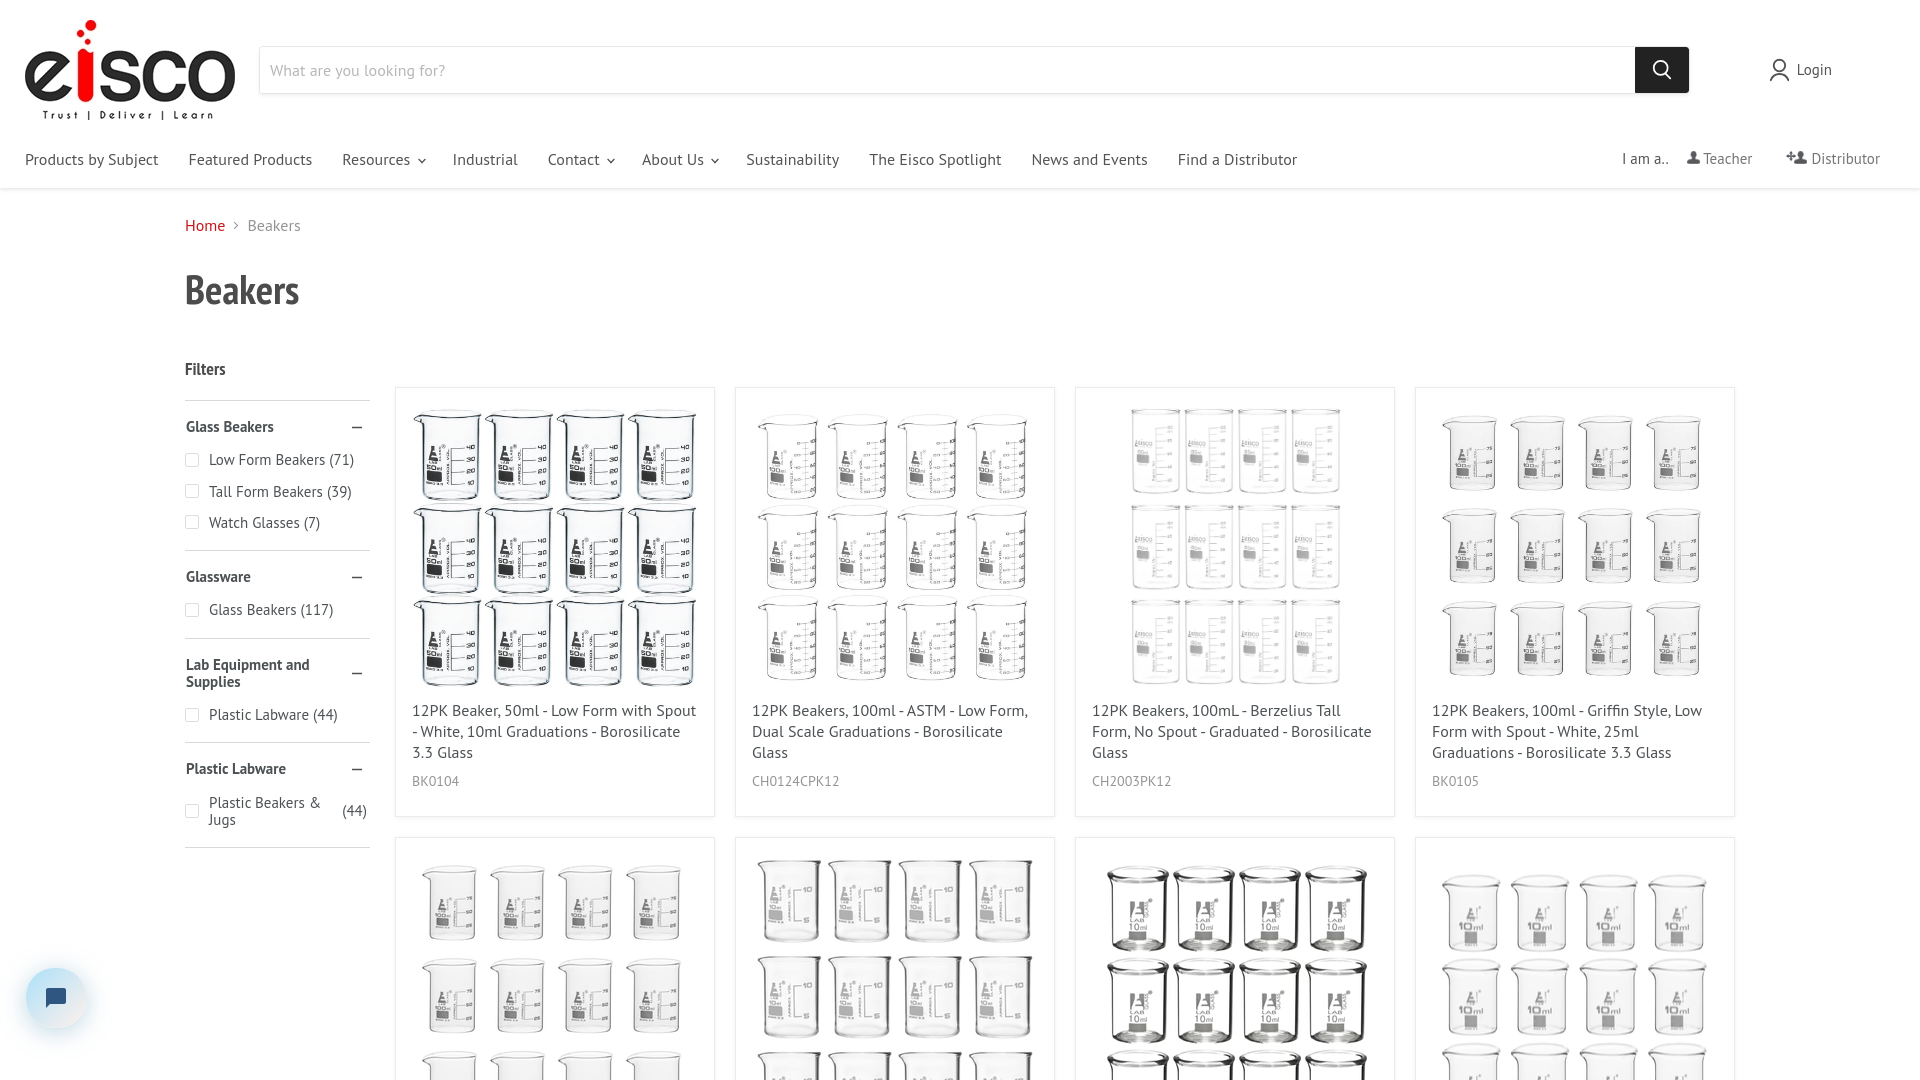 eisco
Trust | Deliver | Learn
What are you looking for?
Login
Products by Subject
Featured Products
Resources
Industrial
Contact
About Us
Sustainability
The Eisco Spotlight
News and Events
Find a Distributor
I am a..
Teacher
Distributor
Home
Beakers
Beakers
Filters
Glass Beakers
Low Form Beakers (71)
Tall Form Beakers (39)
Watch Glasses (7)
Glassware
Glass Beakers (117)
Lab Equipment and
Supplies
Plastic Labware (44)
Plastic Labware
Plastic Beakers &
Jugs
(44)
12PK Beaker, 50ml - Low Form with Spout
- White, 10ml Graduations - Borosilicate
3.3 Glass
BK0104
12PK Beakers, 100ml - ASTM - Low Form,
Dual Scale Graduations - Borosilicate
Glass
CH0124CPK12
12PK Beakers, 100mL - Berzelius Tall
Form, No Spout - Graduated - Borosilicate
Glass
CH2003PK12
12PK Beakers, 100ml - Griffin Style, Low
Form with Spout - White, 25ml
Graduations - Borosilicate 3.3 Glass
BK0105